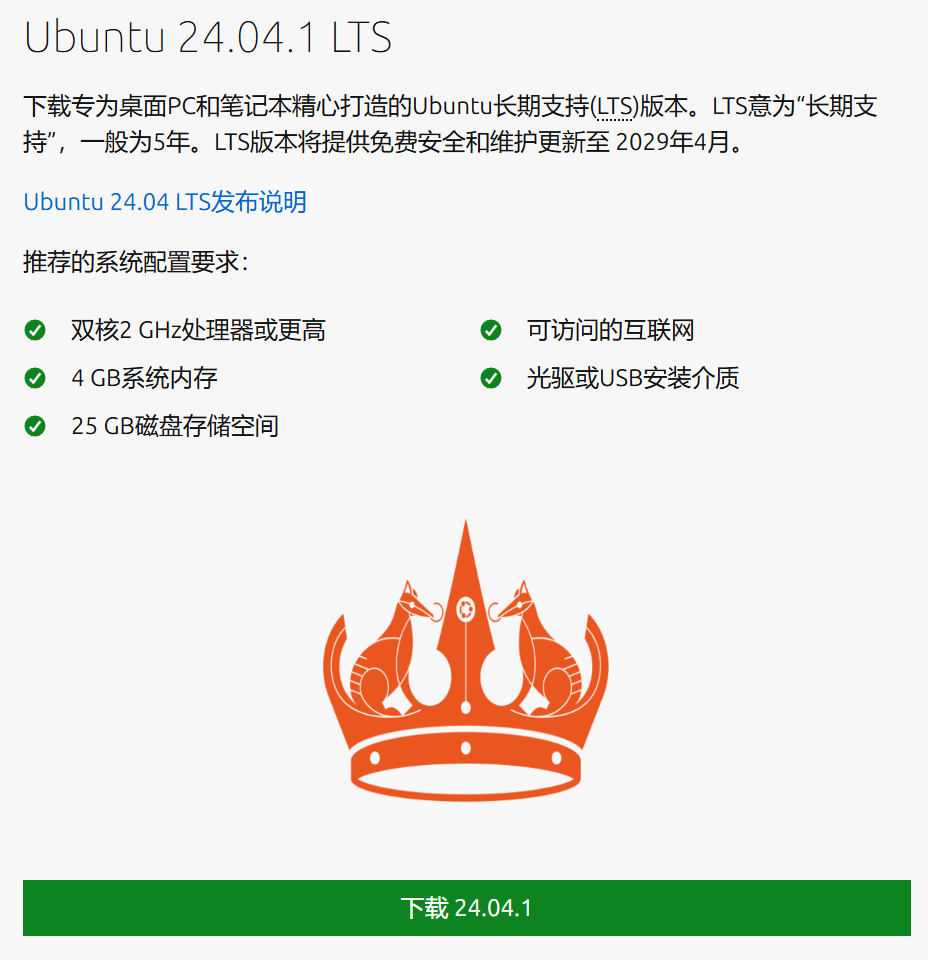 Ubuntu 24.04.1 LTS
下载专为桌面PC和笔记本精心打造的Ubuntu长期支持(LTS)版本。LTS意为“长期支
持”，一般为5年。LTS版本将提供免费安全和维护更新至 2029年4月。
Ubuntu 24.04 LTS发布说明
推荐的系统配置要求：
双核2 GHz处理器或更高
4 GB系统内存
25 GB磁盘存储空间
可访问的互联网
光驱或USB安装介质
下载 24.04.1